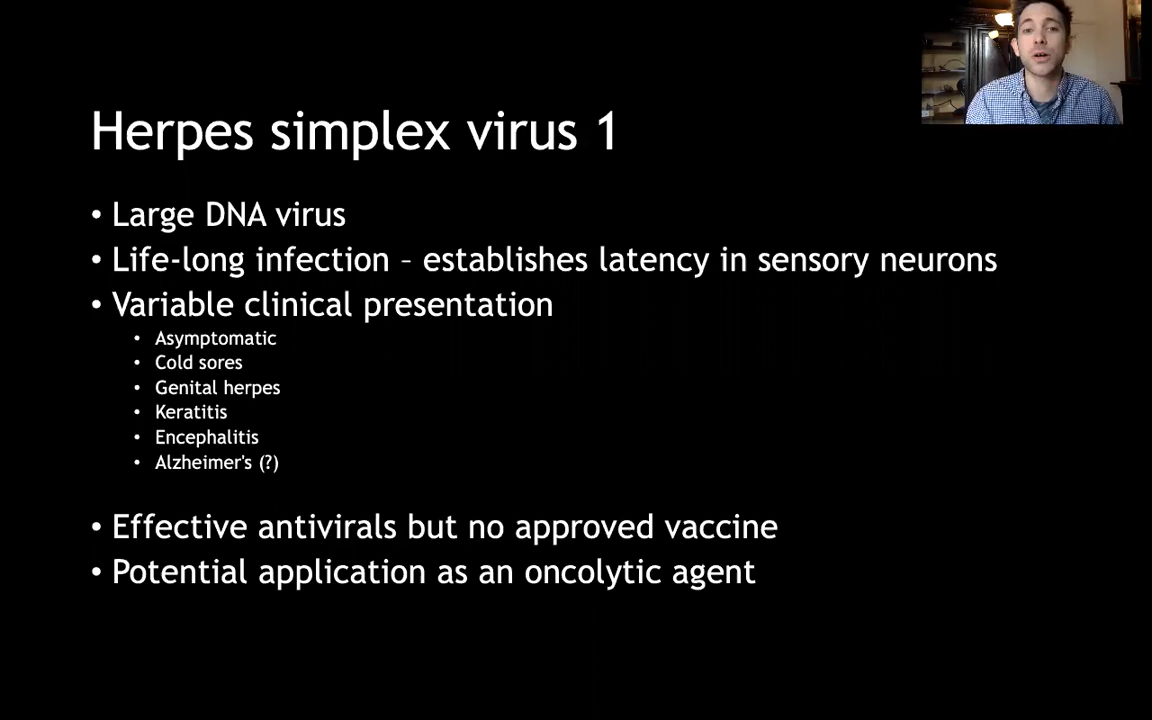 Herpes simplex virus 1
• Large DNA virus
• Life-long infection – establishes latency in sensory neurons
• Variable clinical presentation
• Asymptomatic
• Cold sores
• Genital herpes
• Keratitis
• Encephalitis
• Alzheimer's (?)
• Effective antivirals but no approved vaccine
• Potential application as an oncolytic agent